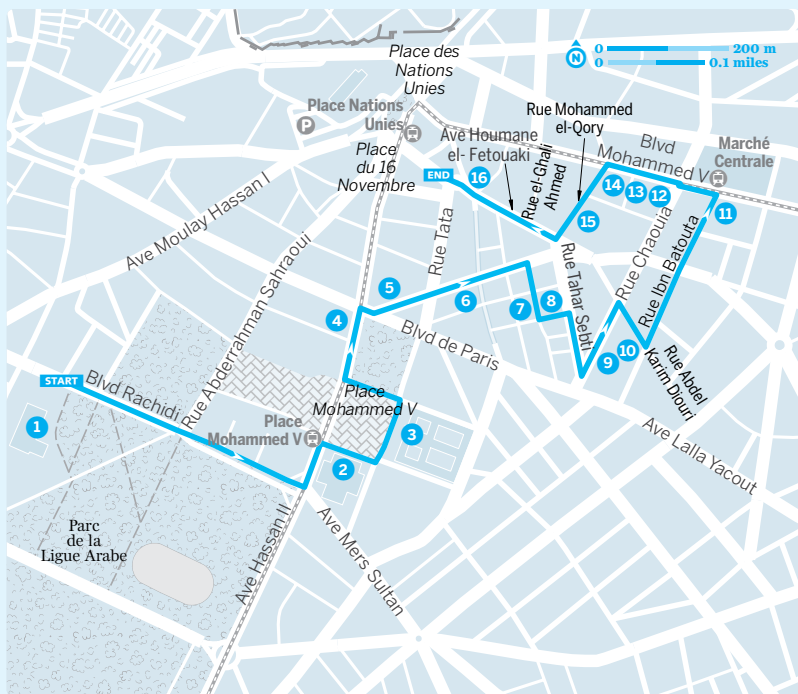 Place des
Nations
Unies
0 200 m
N
0 0.1 miles
Place Nations
Unies
P
Rue Mohammed
el-Qory
Ave Houmane
el- Fetouaki
Blvd
Mohammed V
Marché
Centrale
Place
du 16
Novembre
END
16
Rue el-Ghali
Ahmed
14
13
12
11
15
Ave Moulay Hassan I
Rue Tata
Rue Chaouia
Rue Ibn Batouta
Rue Abderrahman Sahraoui
5
6
7
8
Rue Tahar Sebti
4
Blvd de Paris
9
10
Rue Abdel
Karim Diouri
START
Blvd Rachidi
Place
Mohammed V
1
Place
Mohammed V
3
2
Ave Lalla Yacout
Parc
de la
Ligue Arabe
Ave Hassan II
Ave Mers Sultan